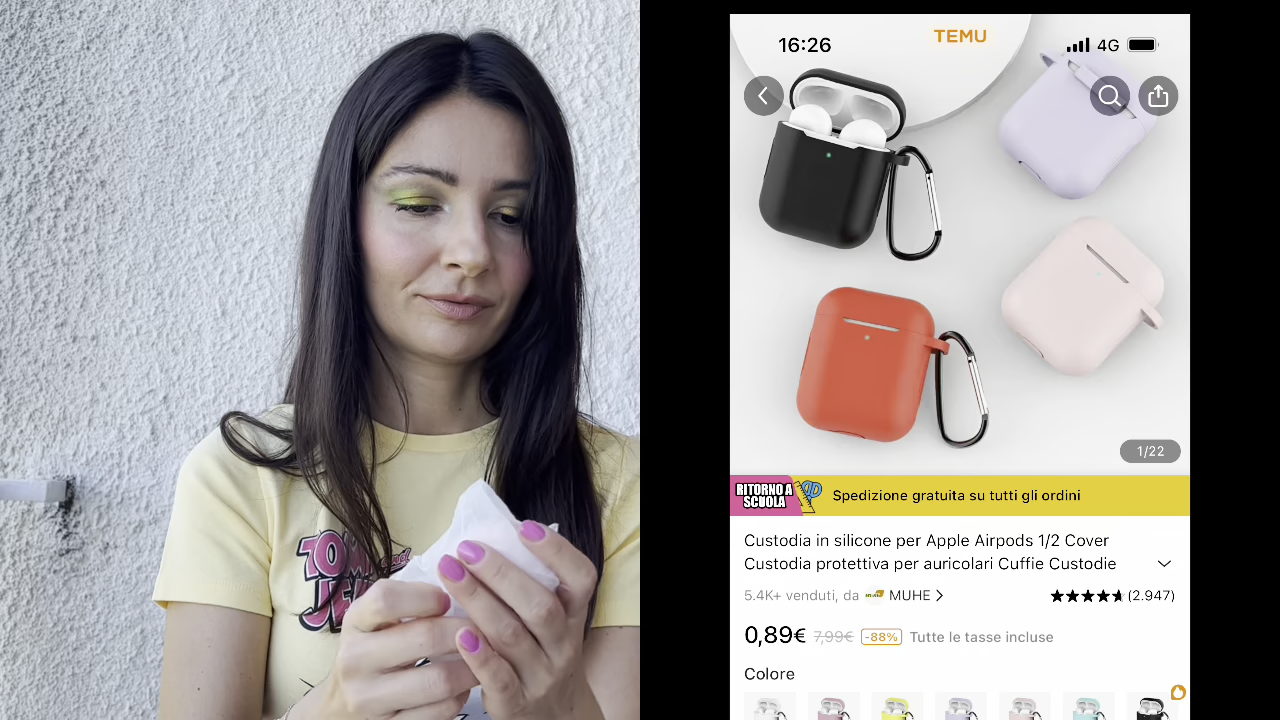 TOMMY
JE
16:26
TEMU
4G
1/22
RITORNO A
SCUOLA
Spedizione gratuita su tutti gli ordini
Custodia in silicone per Apple Airpods 1/2 Cover
Custodia protettiva per auricolari Cuffie Custodie
5.4K+ venduti, da MUHE
(2.947)
0,89€ 7,99€ -88% Tutte le tasse incluse
Colore